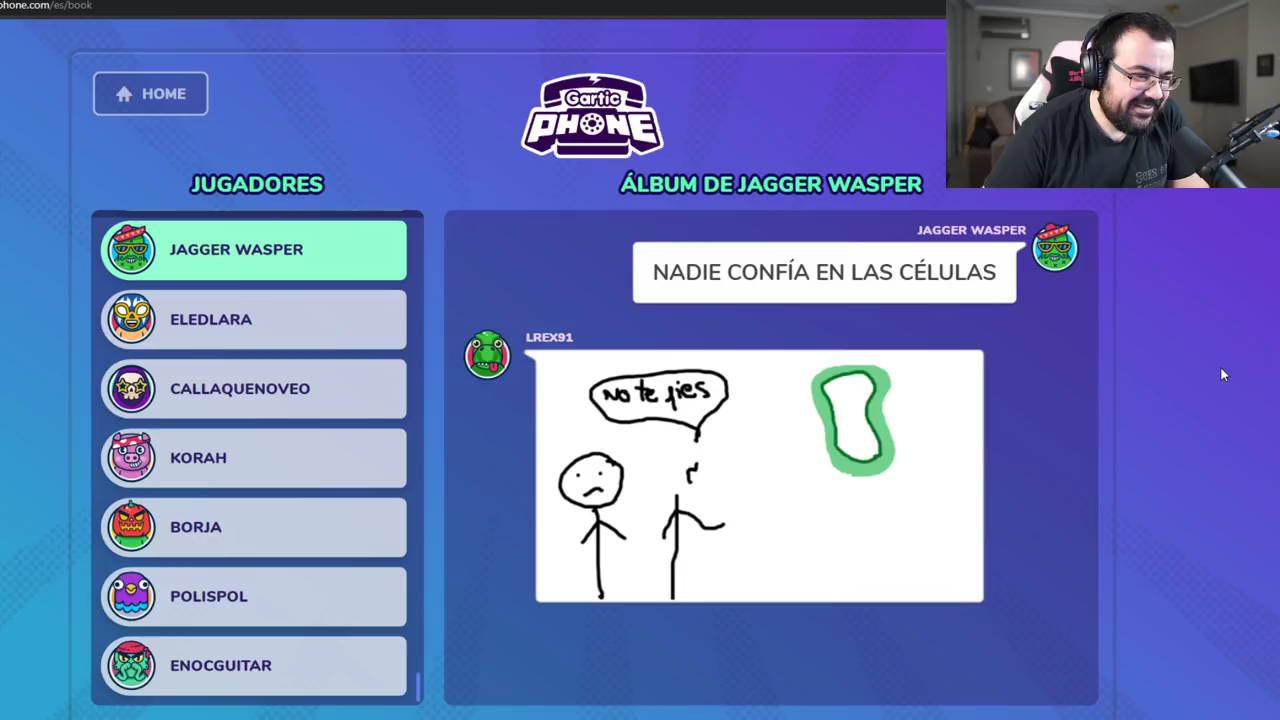 phone.com/es/book
HOME
Gartic
PHONE
JUGADORES
ÁLBUM DE JAGGER WASPER
JAGGER WASPER
ELEDLARA
CALLAQUENOVEO
KORAH
BORJA
POLISPOL
ENOCGUITAR
JAGGER WASPER
NADIE CONFÍA EN LAS CÉLULAS
LREX91
No te fies